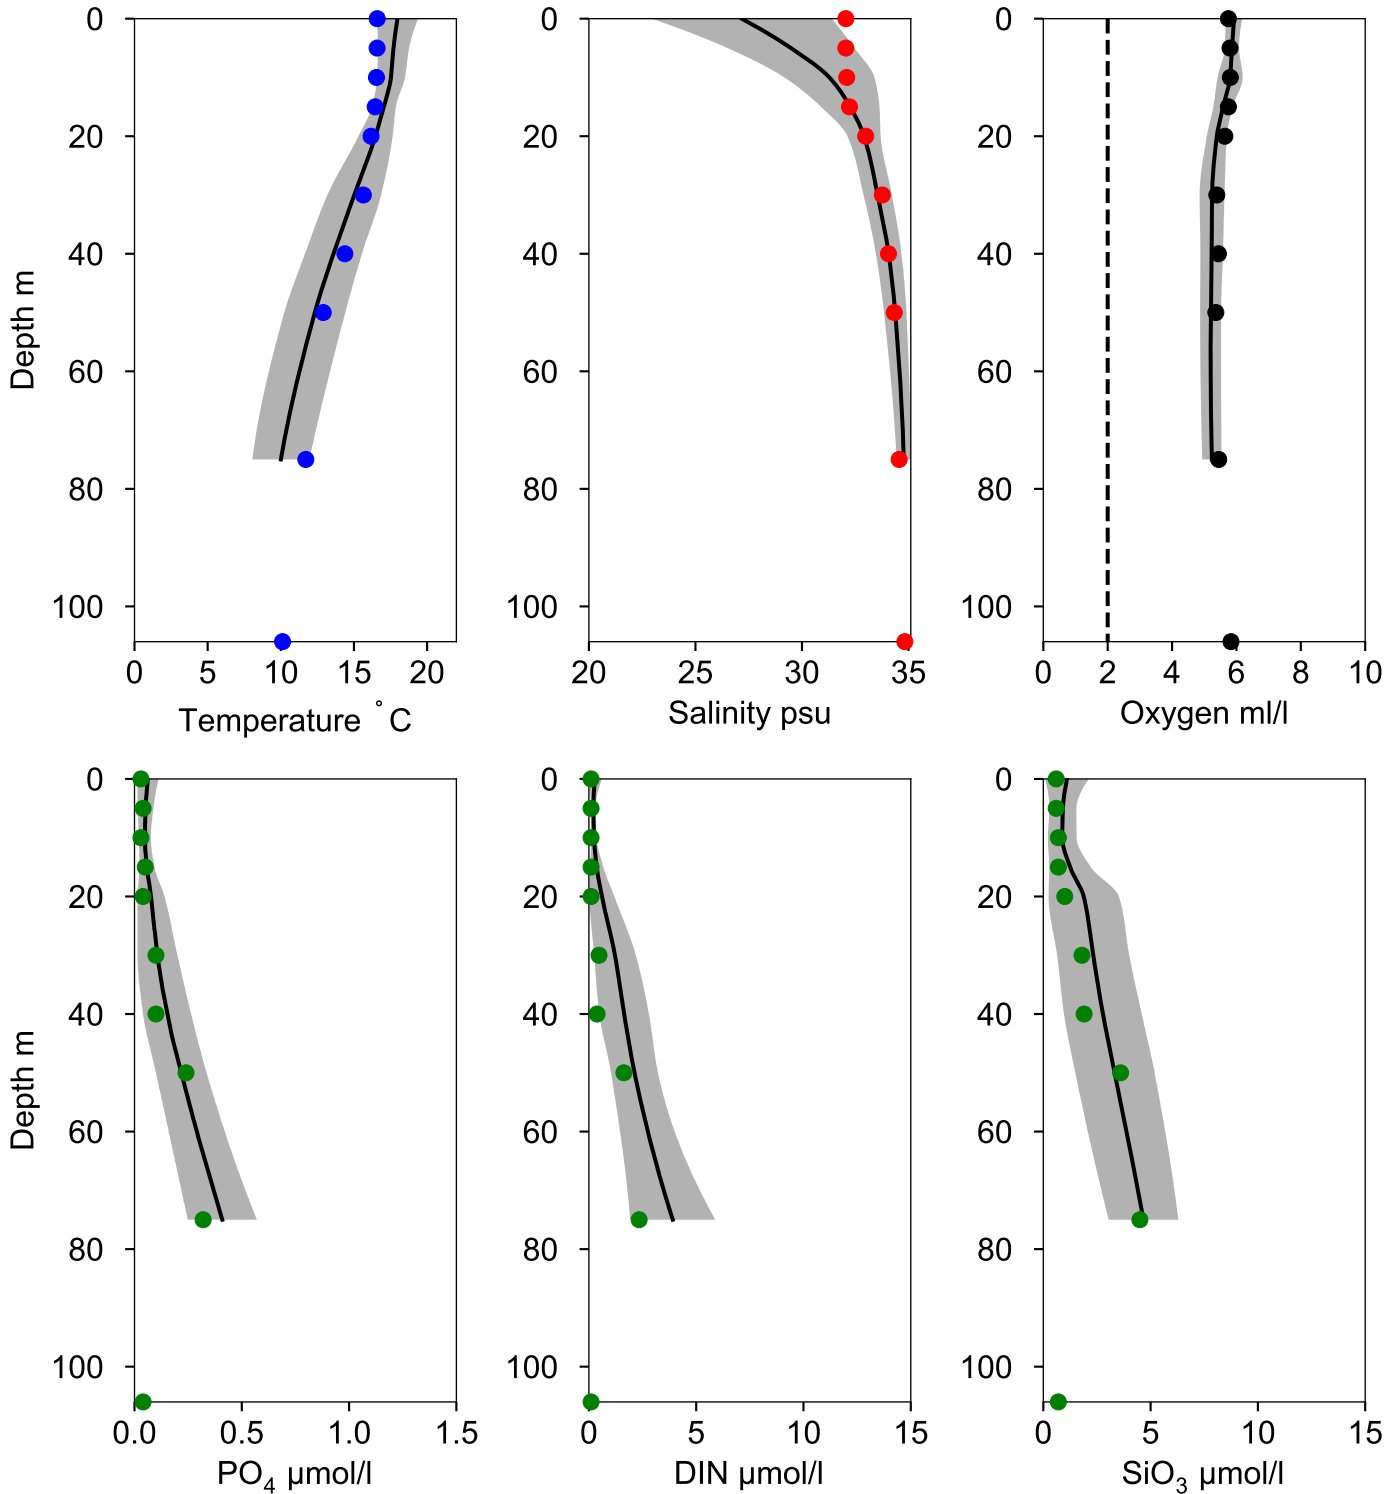 0 0 0
20 20 20
40 40 40
Depth m
60 60 60
80 80 80
100 100 100
0 5 10 15 20 20 25 30 35 0 2 4 6 8 10
Temperature °C Salinity psu Oxygen ml/l
0 0 0
20 20 20
40 40 40
Depth m
60 60 60
80 80 80
100 100 100
0.0 0.5 1.0 1.5 0 5 10 15 0 5 10 15
PO₄ µmol/l DIN µmol/l SiO₃ µmol/l